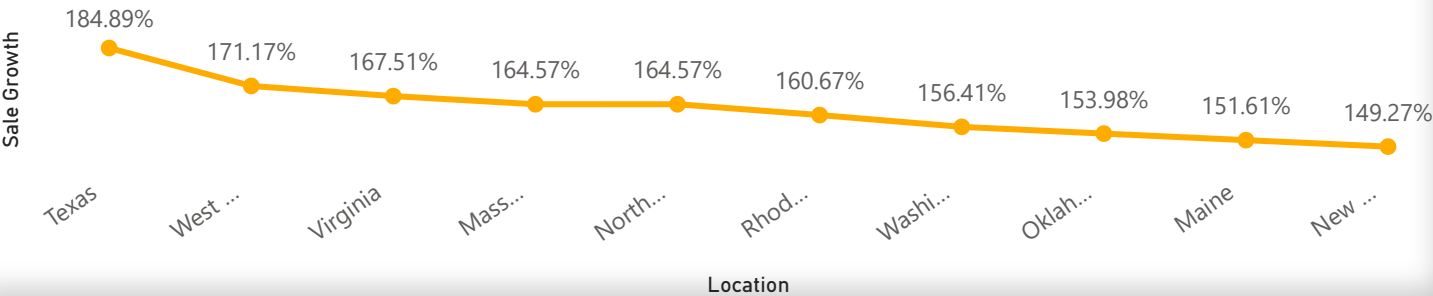 184.89%
171.17%
167.51%
164.57%
164.57%
160.67%
156.41%
153.98%
151.61%
149.27%
Sale Growth
Texas
West ...
Virginia
Mass...
North...
Rhod...
Washi...
Oklah...
Maine
New ...
Location